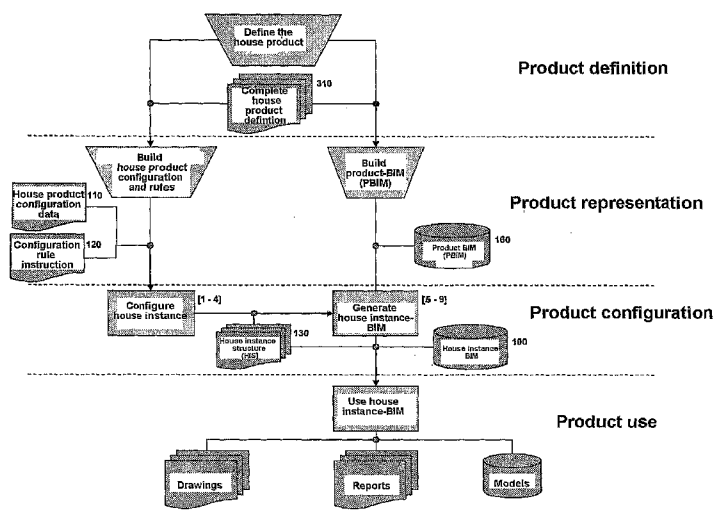 Define the
house product
Product definition
310
Complete
house
product
defintion
Build
house product
configuration
and rules
Build
product-BIM
(PBIM)
Product representation
House product
configuration
data
110
Configuration
rule
instruction
120
Product BIM
(PBIM)
160
Configure
house instance
[1 - 4]
Generate
house instance-
BIM
[5 - 9]
Product configuration
House instance
structure
(HIS)
130
House instance
BIM
180
Use house
instance-BIM
Product use
Drawings
Reports
Models